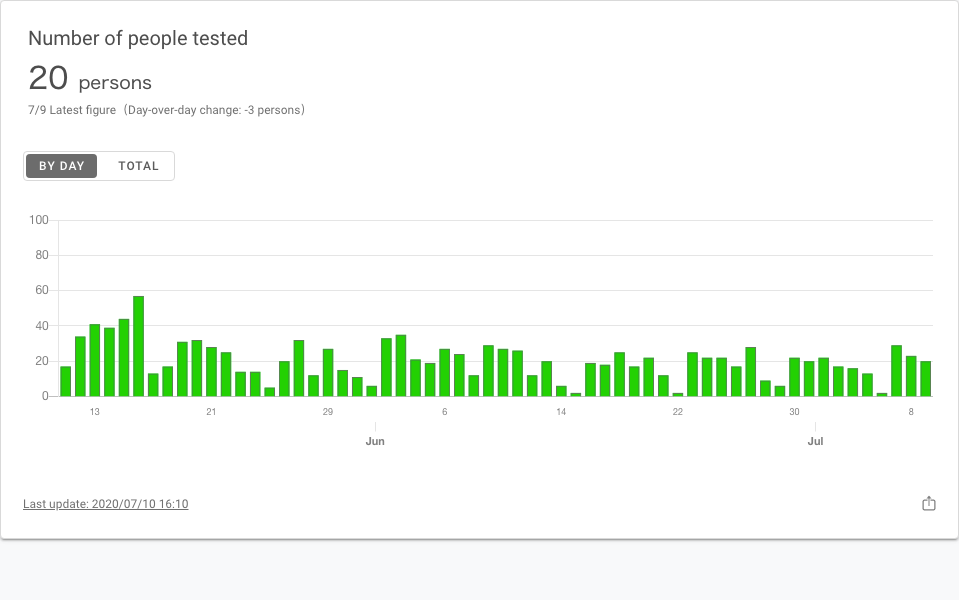 Number of people tested
20 persons
7/9 Latest figure（Day-over-day change: -3 persons）
BY DAY TOTAL
100
80
60
40
20
0
13 21 29 6 14 22 30 8
Jun Jul
Last update: 2020/07/10 16:10